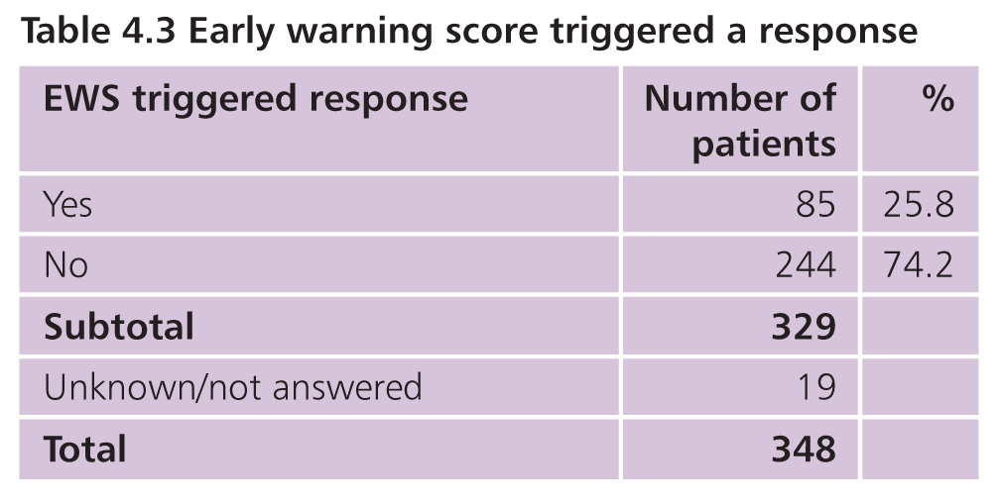 Table 4.3 Early warning score triggered a response
EWS triggered response Number of patients %
Yes 85 25.8
No 244 74.2
Subtotal 329
Unknown/not answered 19
Total 348